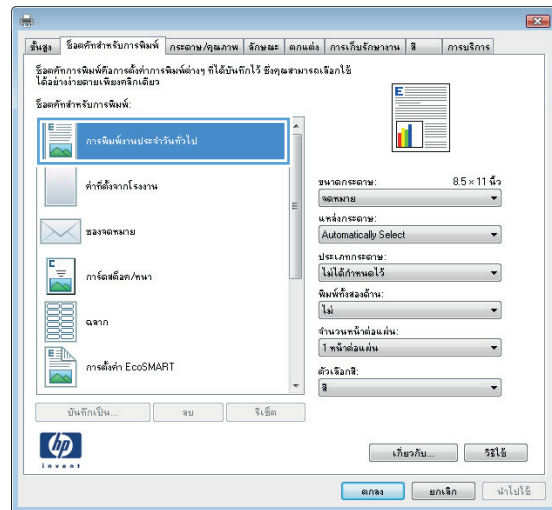 ขั้นสูง
ช็อตคัทสำหรับการพิมพ์
กระดาษ/คุณภาพ
ลักษณะ
ตกแต่ง
การเก็บรักษางาน
สี
การบริการ
ช็อตคัทการพิมพ์คือการตั้งค่าการพิมพ์ต่างๆ ที่ได้บันทึกไว้ ซึ่งคุณสามารถเลือกใช้
ได้อย่างง่ายดายเพียงคลิกเดียว
ช็อตคัทสำหรับการพิมพ์:
การพิมพ์งานประจำวันทั่วไป
ค่าที่ตั้งจากโรงงาน
ซองจดหมาย
การ์ดสต็อก/หนา
ฉลาก
การตั้งค่า EcoSMART
บันทึกเป็น...
ลบ
รีเซ็ต
E
ขนาดกระดาษ:
8.5 × 11 นิ้ว
จดหมาย
แหล่งกระดาษ:
Automatically Select
ประเภทกระดาษ:
ไม่ได้กำหนดไว้
พิมพ์ทั้งสองด้าน:
ไม่
จำนวนหน้าต่อแผ่น:
1 หน้าต่อแผ่น
ตัวเลือกสี:
สี
hp
invent
เกี่ยวกับ...
วิธีใช้
ตกลง
ยกเลิก
นำไปใช้